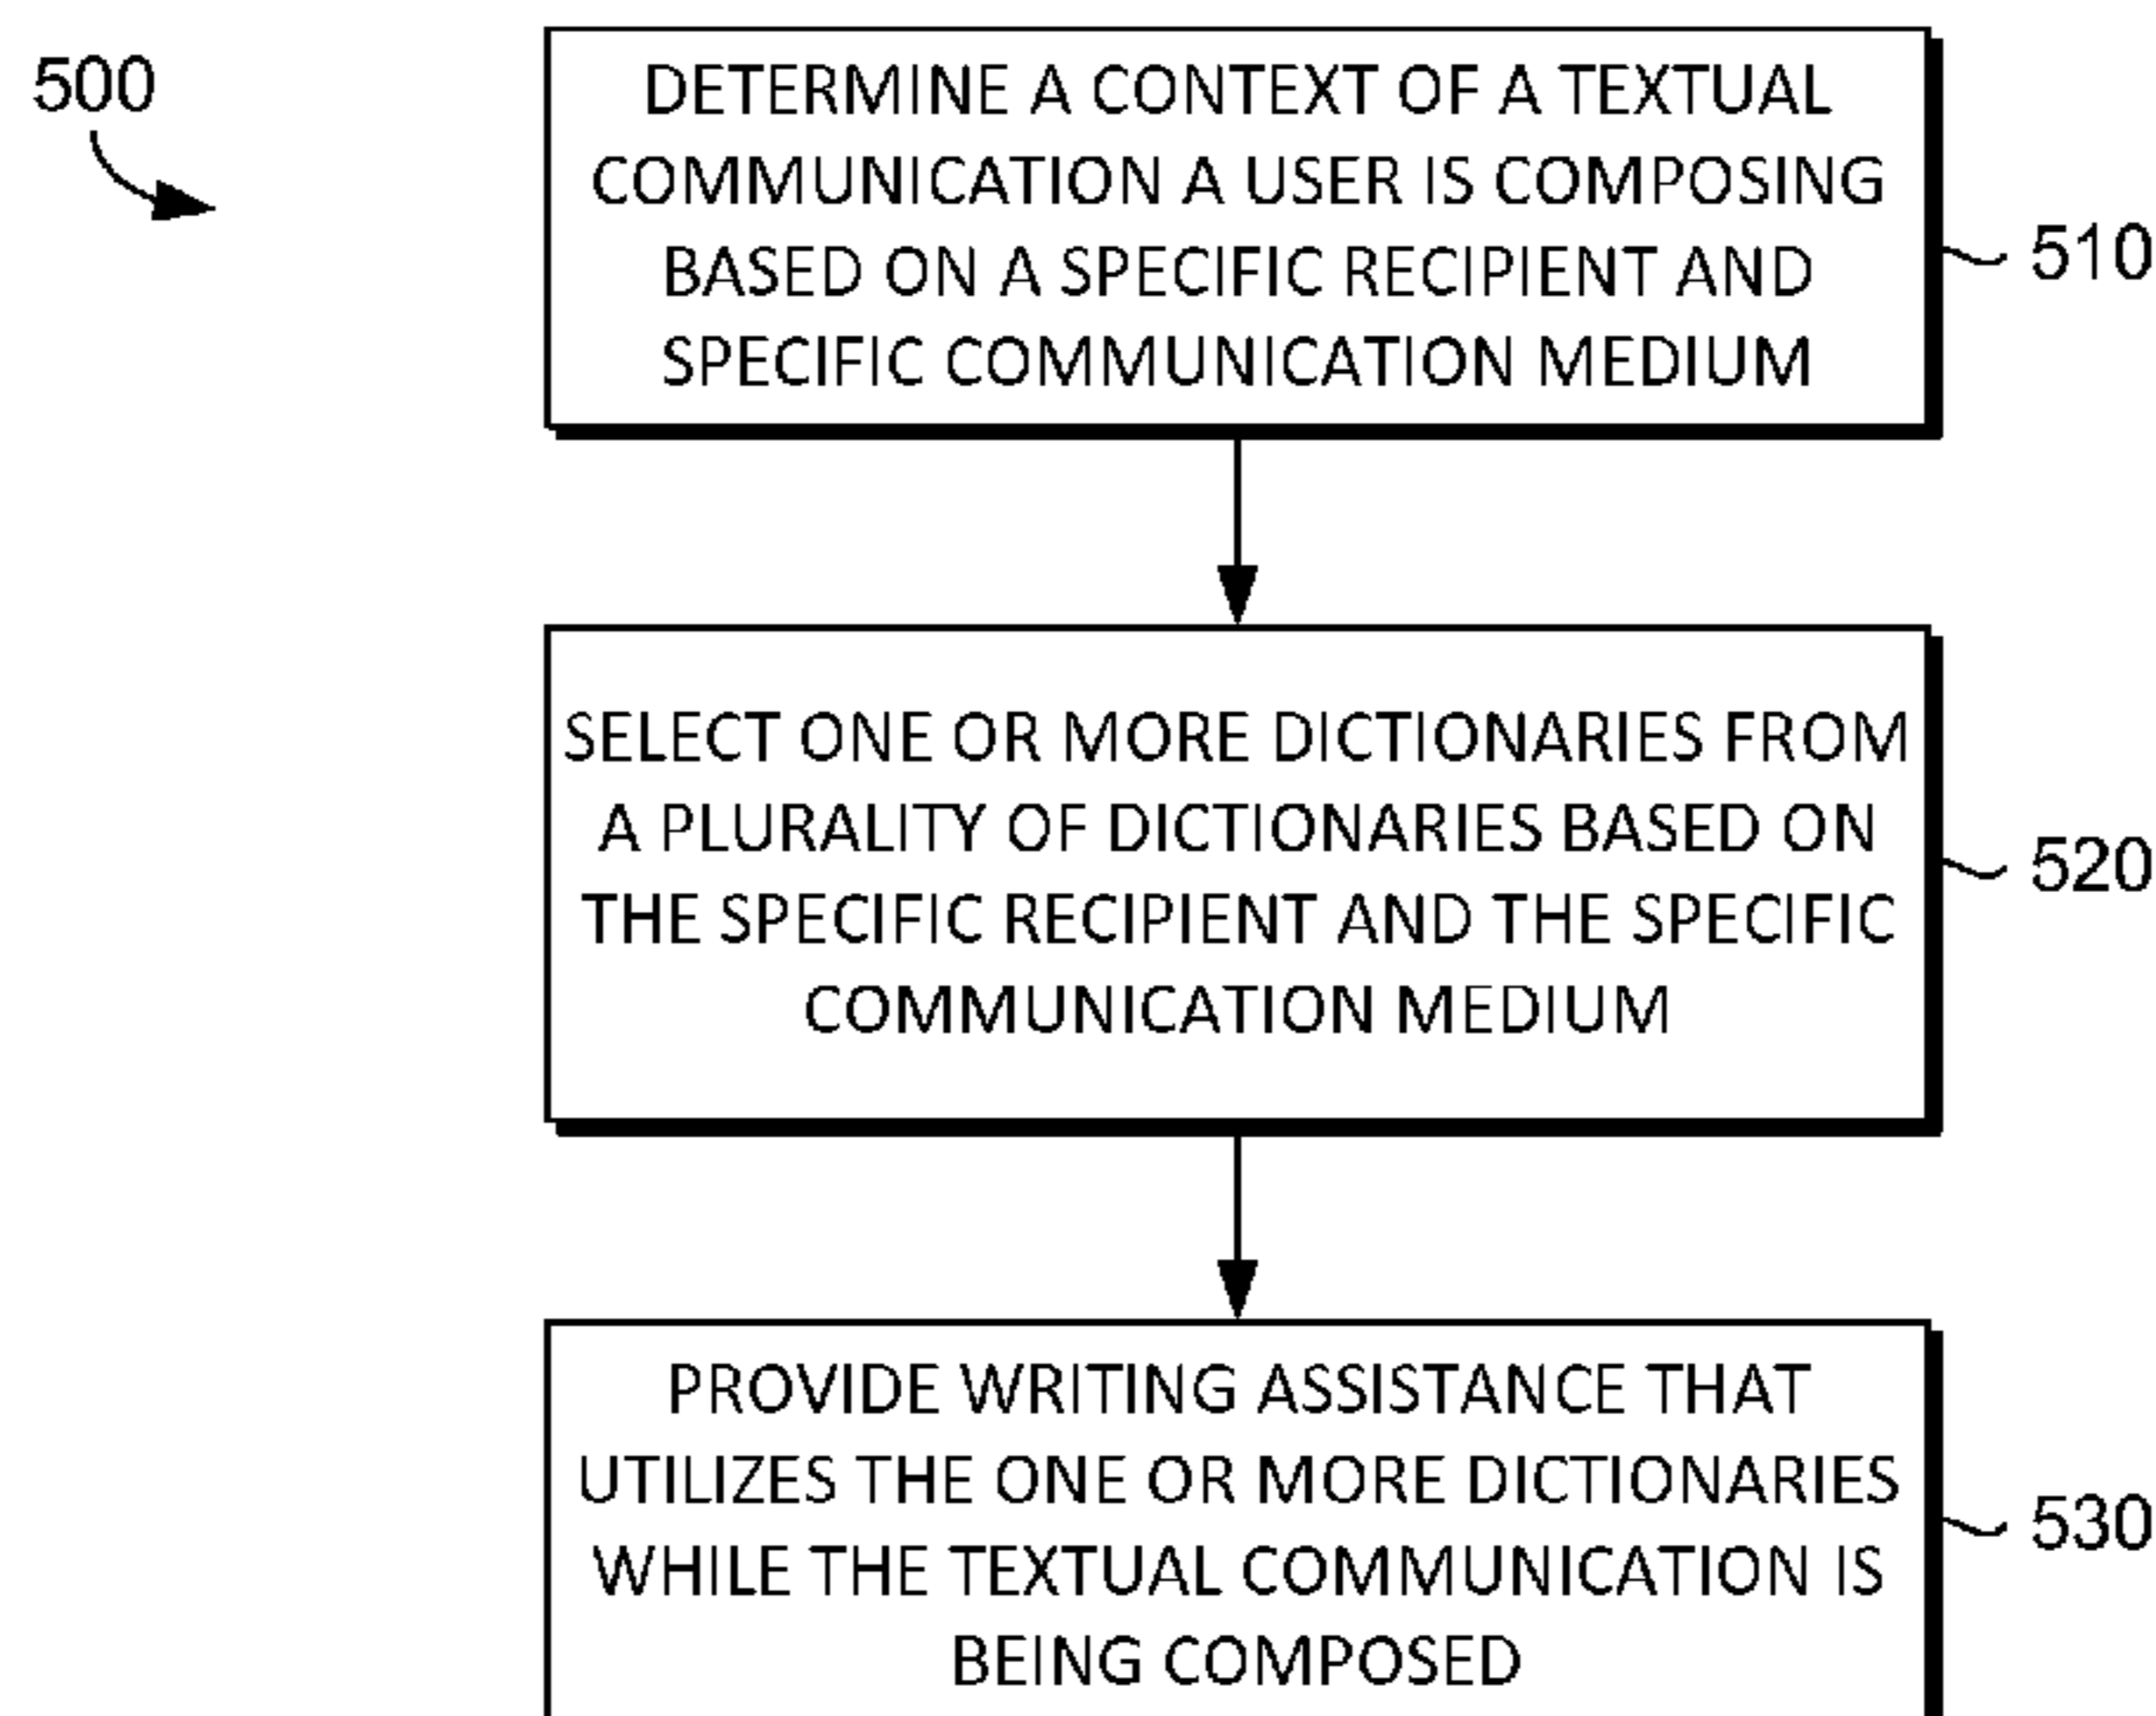 500
DETERMINE A CONTEXT OF A TEXTUAL
COMMUNICATION A USER IS COMPOSING
BASED ON A SPECIFIC RECIPIENT AND
SPECIFIC COMMUNICATION MEDIUM
510
SELECT ONE OR MORE DICTIONARIES FROM
A PLURALITY OF DICTIONARIES BASED ON
THE SPECIFIC RECIPIENT AND THE SPECIFIC
COMMUNICATION MEDIUM
520
PROVIDE WRITING ASSISTANCE THAT
UTILIZES THE ONE OR MORE DICTIONARIES
WHILE THE TEXTUAL COMMUNICATION IS
BEING COMPOSED
530